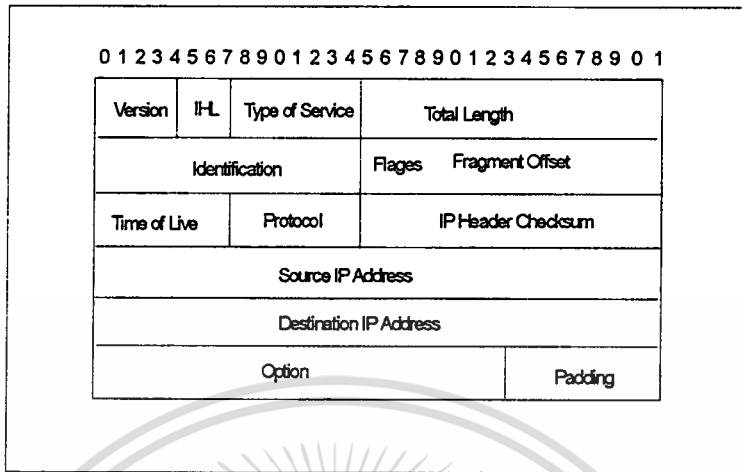 0 1 2 3 4 5 6 7 8 9 0 1 2 3 4 5 6 7 8 9 0 1 2 3 4 5 6 7 8 9 0 1
Version IHL Type of Service Total Length
Identification Flages Fragment Offset
Time of Live Protocol IP Header Checksum
Source IP Address
Destination IP Address
Option Padding